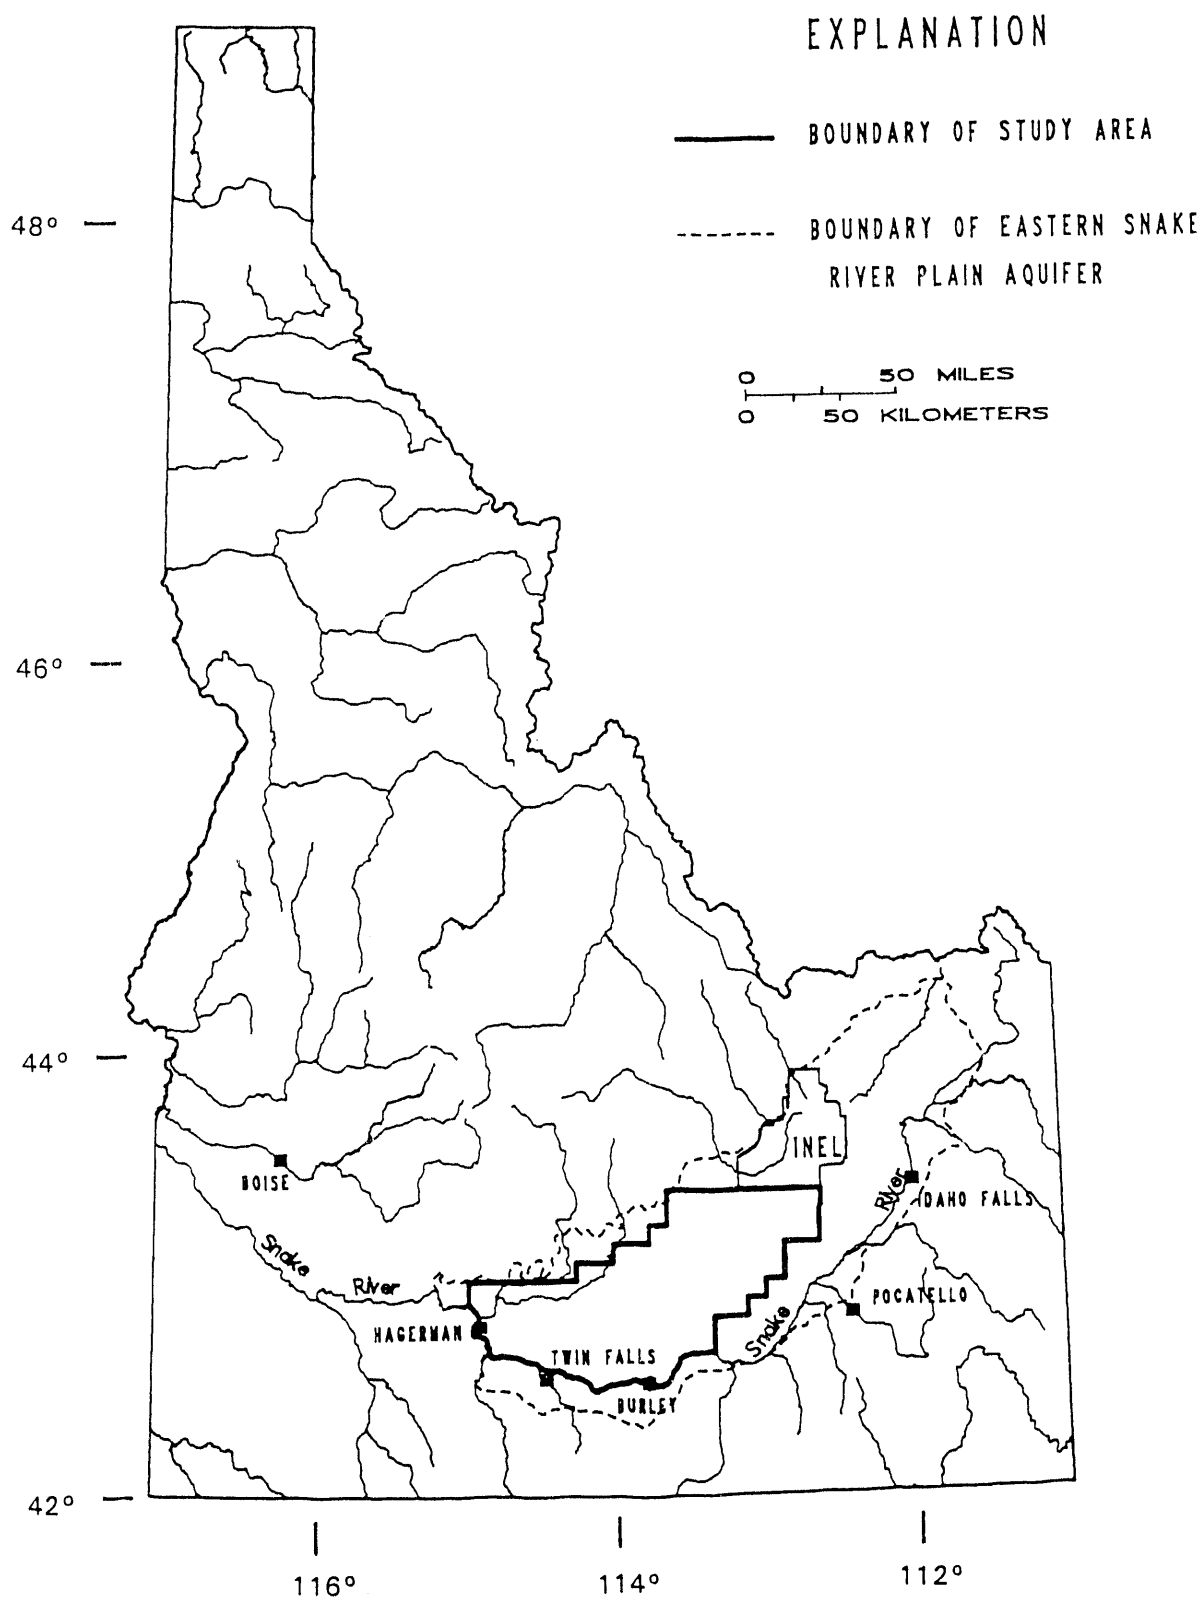 EXPLANATION
BOUNDARY OF STUDY AREA
BOUNDARY OF EASTERN SNAKE
RIVER PLAIN AQUIFER
0 50 MILES
0 50 KILOMETERS
48°
46°
44°
42°
116°
114°
112°
INEL
BOISE
River
IDAHO FALLS
Snake
River
POCATELLO
HAGERMAN
Snake
TWIN FALLS
BURLEY